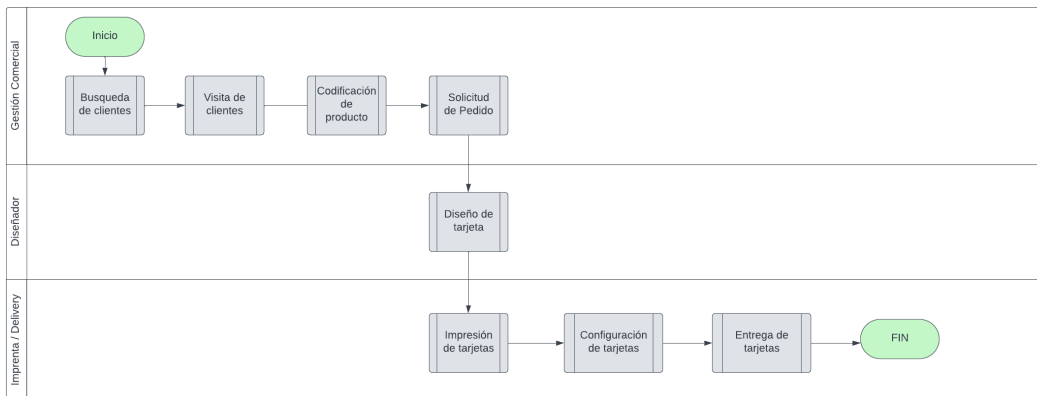 Gestión Comercial
Inicio
Busqueda
de clientes
Visita de
clientes
Codificación
de
producto
Solicitud
de Pedido
Diseñador
Diseño de
tarjeta
Imprenta / Delivery
Impresión
de tarjetas
Configuración
de tarjetas
Entrega de
tarjetas
FIN